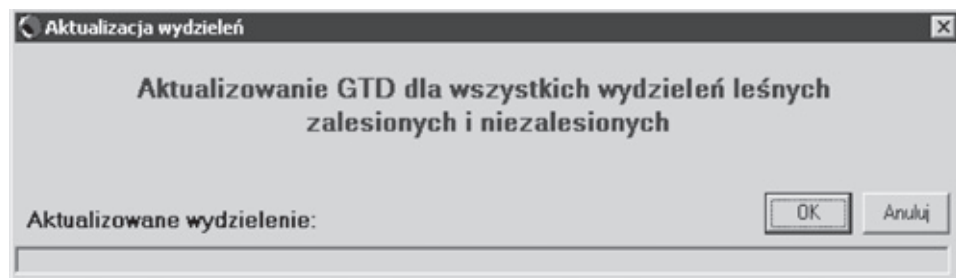 Aktualizacja wydzieleń
Aktualizowanie GTD dla wszystkich wydzieleń leśnych
zalesionych i niezalesionych
Aktualizowane wydzielenie:
OK
Anuluj